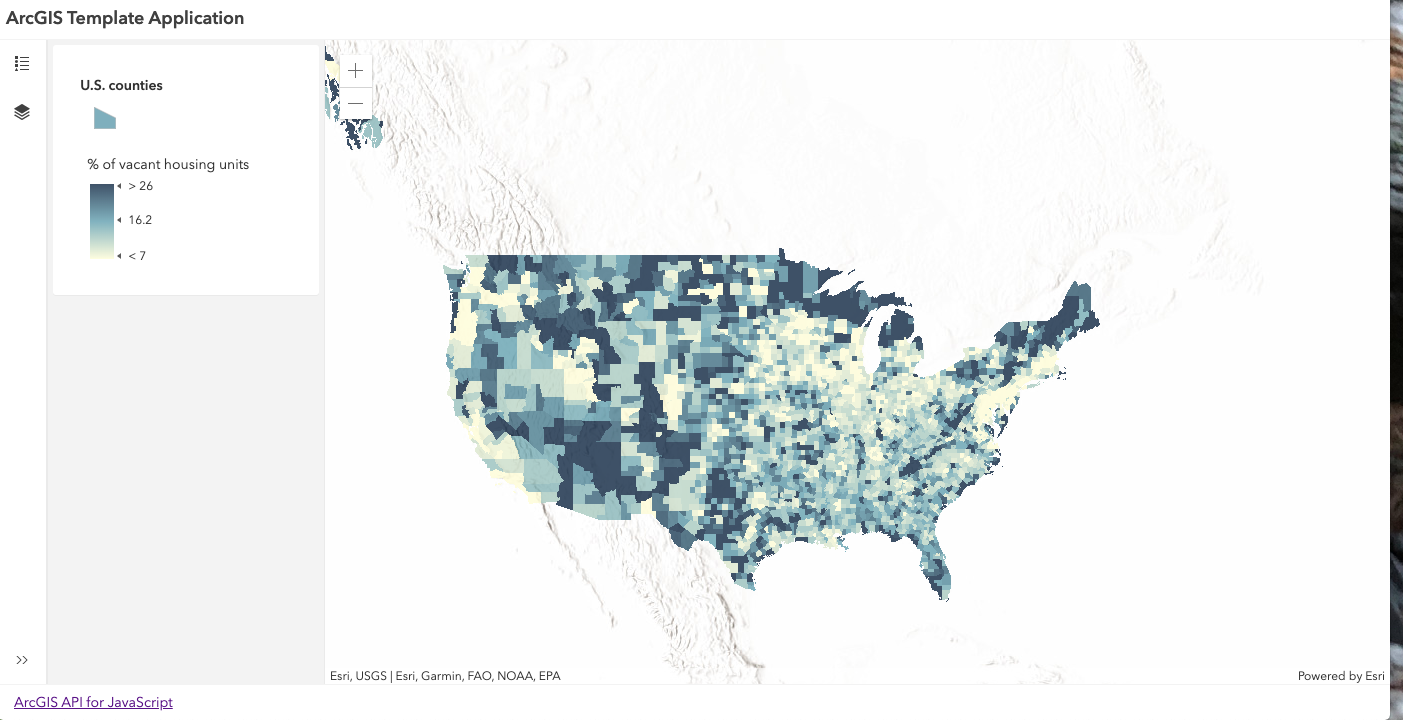 ArcGIS Template Application
U.S. counties
% of vacant housing units
> 26
16.2
< 7
Esri, USGS | Esri, Garmin, FAO, NOAA, EPA
Powered by Esri
ArcGIS API for JavaScript